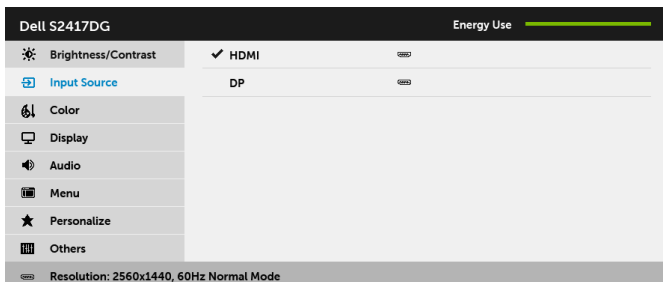 Dell S2417DG Energy Use
Brightness/Contrast HDMI
Input Source DP
Color
Display
Audio
Menu
Personalize
Others
Resolution: 2560x1440, 60Hz Normal Mode